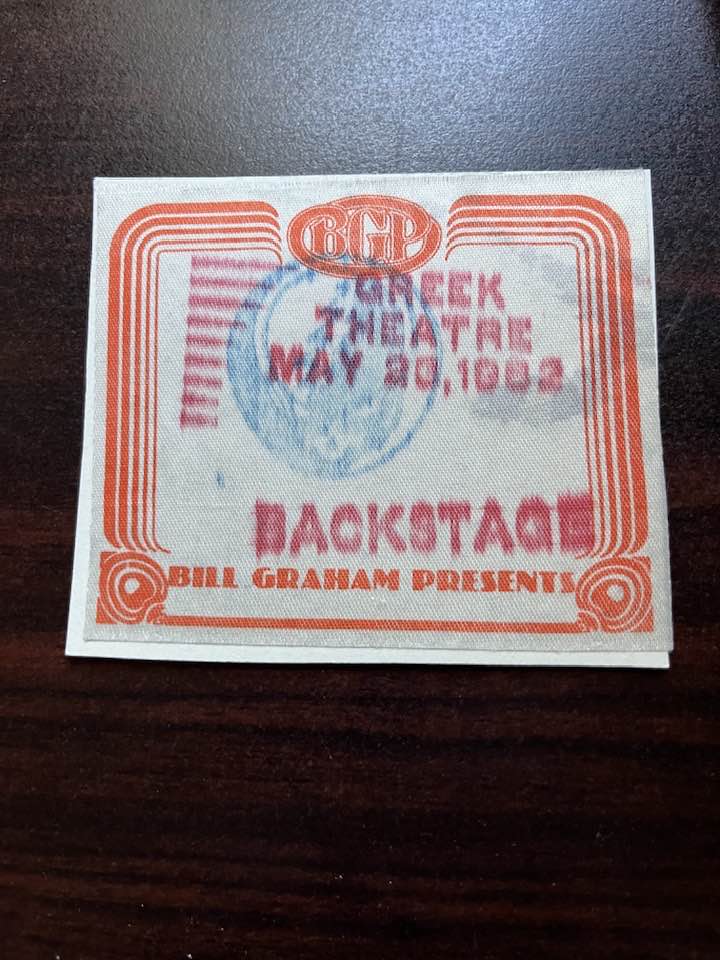 BGP
GREEK
THEATRE
MAY
BACKSTAGE
BILL GRAHAM PRESENTS